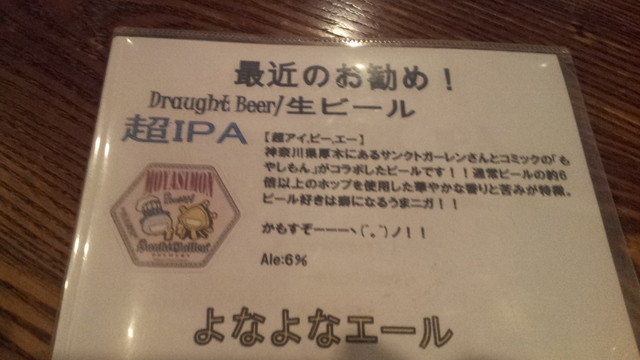 最近のお勧め！
Draught Beer/生ビール
超IPA
【超アイ.ピー.エー】
神奈川県厚木にあるサンクトガーレンさんとコミックの「も
やしもん」がコラボしたビールです！！通常ビールの約6
倍以上のホップを使用した華やかな香りと苦みが特徴。
ビール好きは癖になるうまニガ！！
かもすぞーーーヽ(ﾟ｡ﾟ)ノ！！
Ale:6%
MOYASIMON
Sankt Gallen
BREWERY
よなよなエール